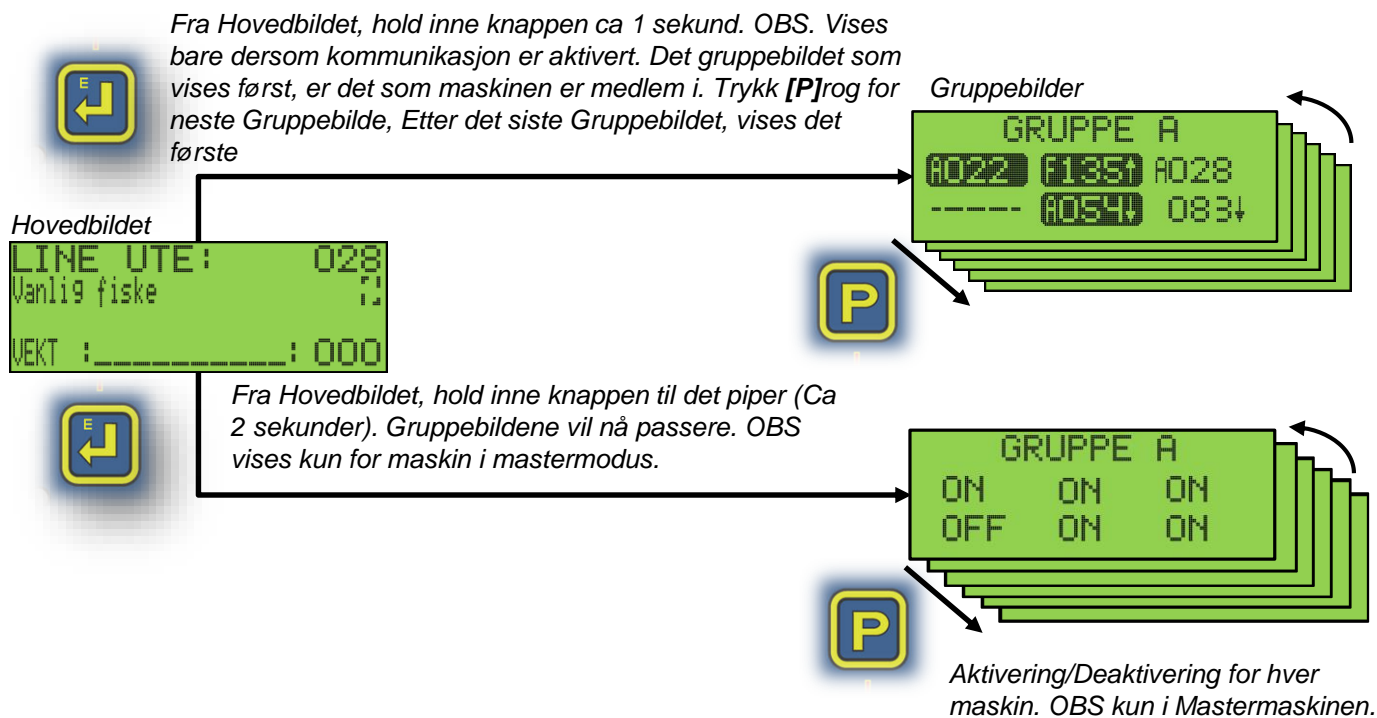 Fra Hovedbildet, hold inne knappen ca 1 sekund. OBS. Vises
bare dersom kommunikasjon er aktivert. Det gruppebildet som
vises først, er det som maskinen er medlem i. Trykk [P]rog for
neste Gruppebilde, Etter det siste Gruppebildet, vises det
første
E
Gruppebilder
GRUPPE A
A022 F135↑ A028
----- A054↓ 083↓
P
Hovedbildet
LINE UTE: 028
Vanlig fiske
VEKT :__________: 000
E
Fra Hovedbildet, hold inne knappen til det piper (Ca
2 sekunder). Gruppebildene vil nå passere. OBS
vises kun for maskin i mastermodus.
GRUPPE A
ON ON ON
OFF ON ON
P
Aktivering/Deaktivering for hver
maskin. OBS kun i Mastermaskinen.